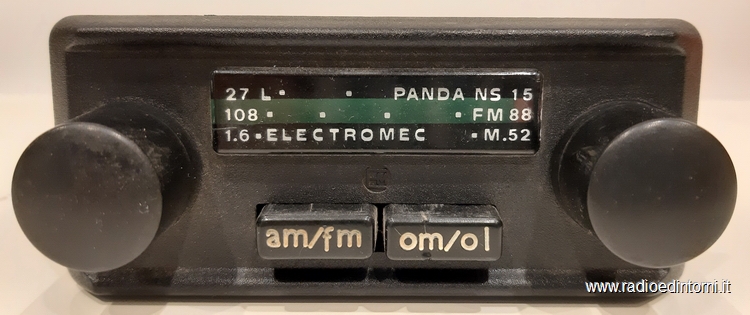 27 L · · PANDA NS 15
108 · · · · FM 88
1.6 · ELECTROMEC · M.52
am/fm om/ol
www.radioedintorni.it